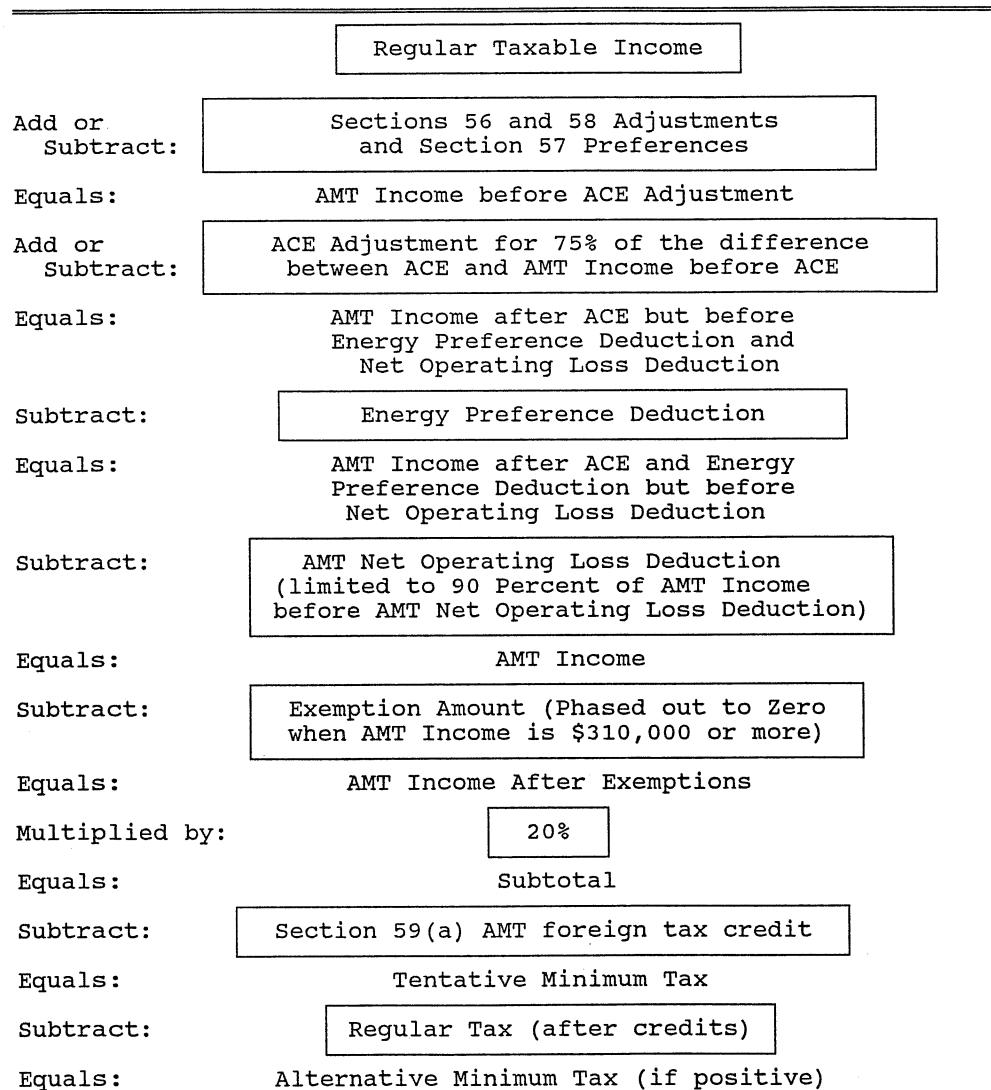 Regular Taxable Income
Add or
Subtract:
Sections 56 and 58 Adjustments
and Section 57 Preferences
Equals:
AMT Income before ACE Adjustment
Add or
Subtract:
ACE Adjustment for 75% of the difference
between ACE and AMT Income before ACE
Equals:
AMT Income after ACE but before
Energy Preference Deduction and
Net Operating Loss Deduction
Subtract:
Energy Preference Deduction
Equals:
AMT Income after ACE and Energy
Preference Deduction but before
Net Operating Loss Deduction
Subtract:
AMT Net Operating Loss Deduction
(limited to 90 Percent of AMT Income
before AMT Net Operating Loss Deduction)
Equals:
AMT Income
Subtract:
Exemption Amount (Phased out to Zero
when AMT Income is $310,000 or more)
Equals:
AMT Income After Exemptions
Multiplied by:
20%
Equals:
Subtotal
Subtract:
Section 59(a) AMT foreign tax credit
Equals:
Tentative Minimum Tax
Subtract:
Regular Tax (after credits)
Equals:
Alternative Minimum Tax (if positive)